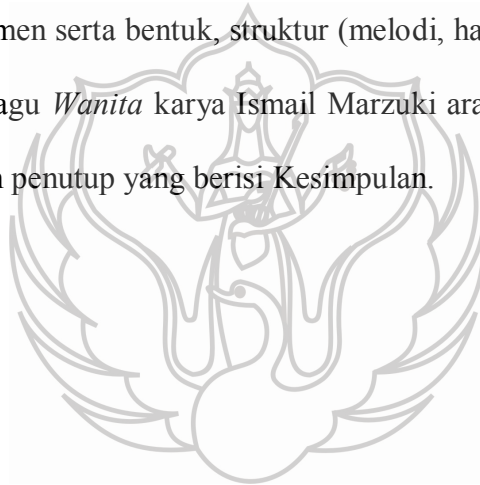 men serta bentuk, struktur (melodi, ha
agu Wanita karya Ismail Marzuki ara
penutup yang berisi Kesimpulan.